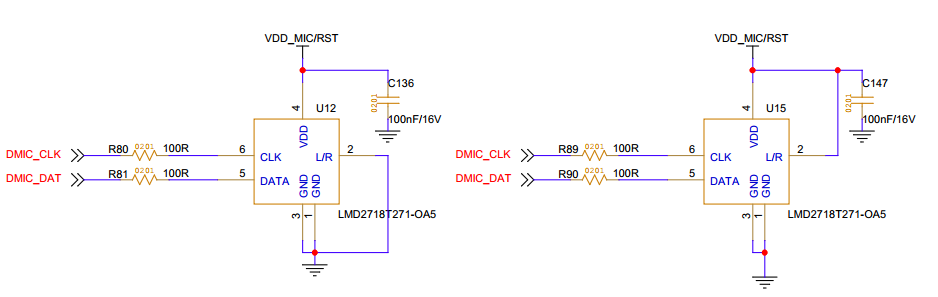 VDD_MIC/RST
C136
0201
100nF/16V
4
U12
VDD
DMIC_CLK
R80
0201
100R
6
CLK
L/R
2
DMIC_DAT
R81
0201
100R
5
DATA
GND
GND
3
1
LMD2718T271-OA5
VDD_MIC/RST
C147
0201
100nF/16V
4
U15
VDD
DMIC_CLK
R89
0201
100R
6
CLK
L/R
2
DMIC_DAT
R90
0201
100R
5
DATA
GND
GND
3
1
LMD2718T271-OA5